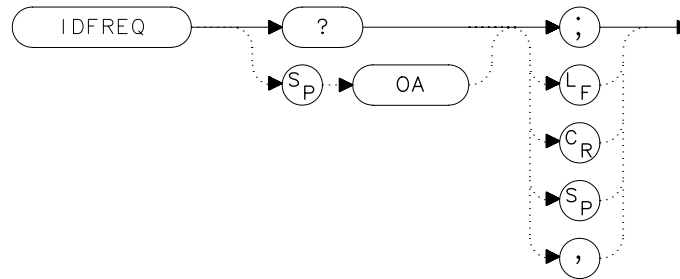 IDFREQ ? ;
SP OA LF
CR
SP
,